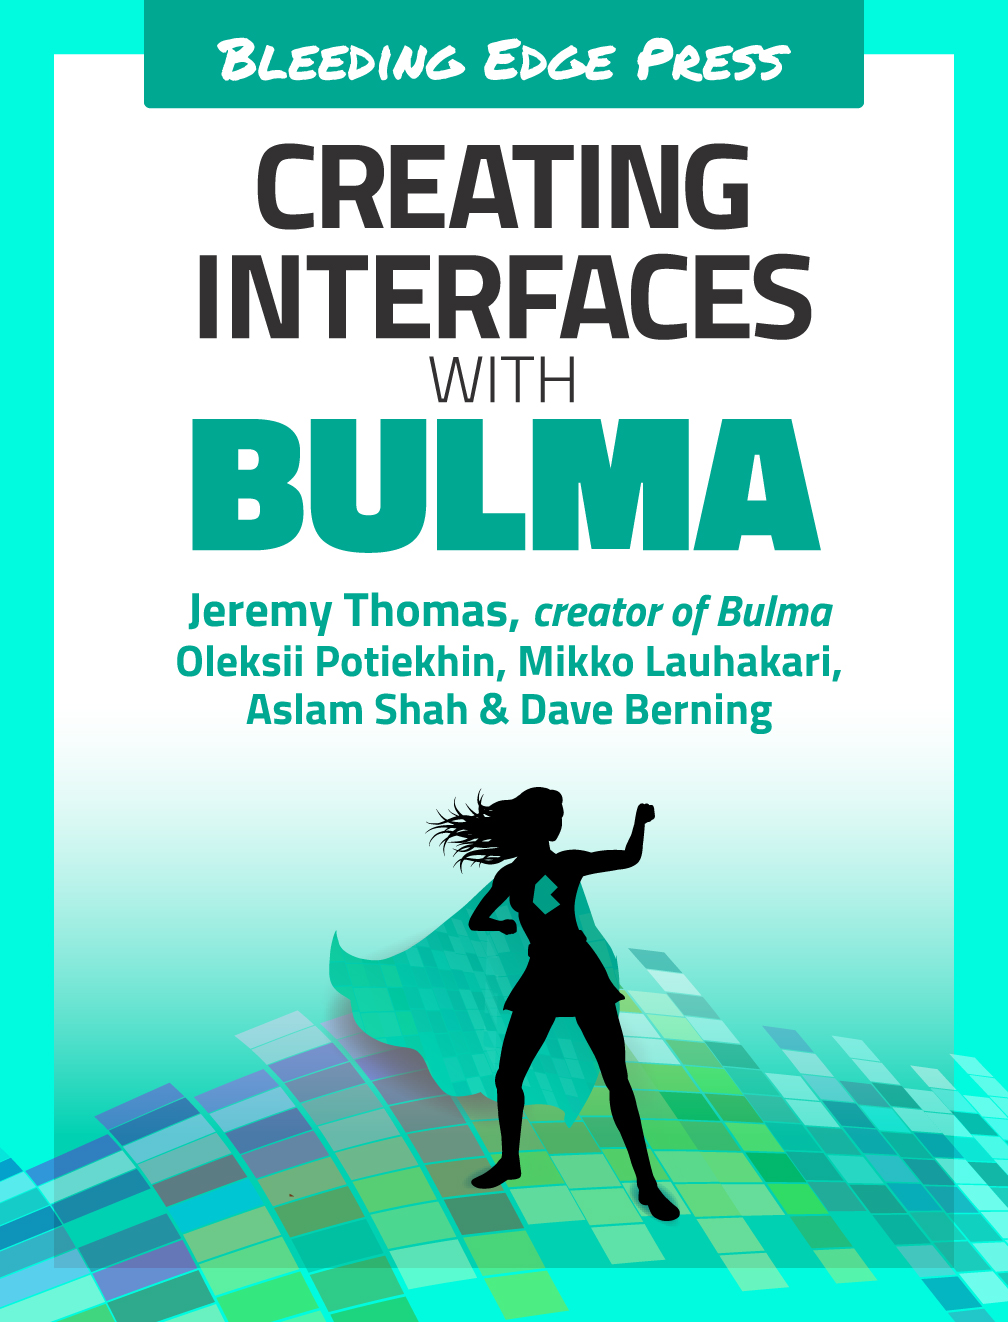 BLEEDING EDGE PRESS
CREATING
INTERFACES
WITH
BULMA
Jeremy Thomas, creator of Bulma
Oleksii Potiekhin, Mikko Lauhakari,
Aslam Shah & Dave Berning